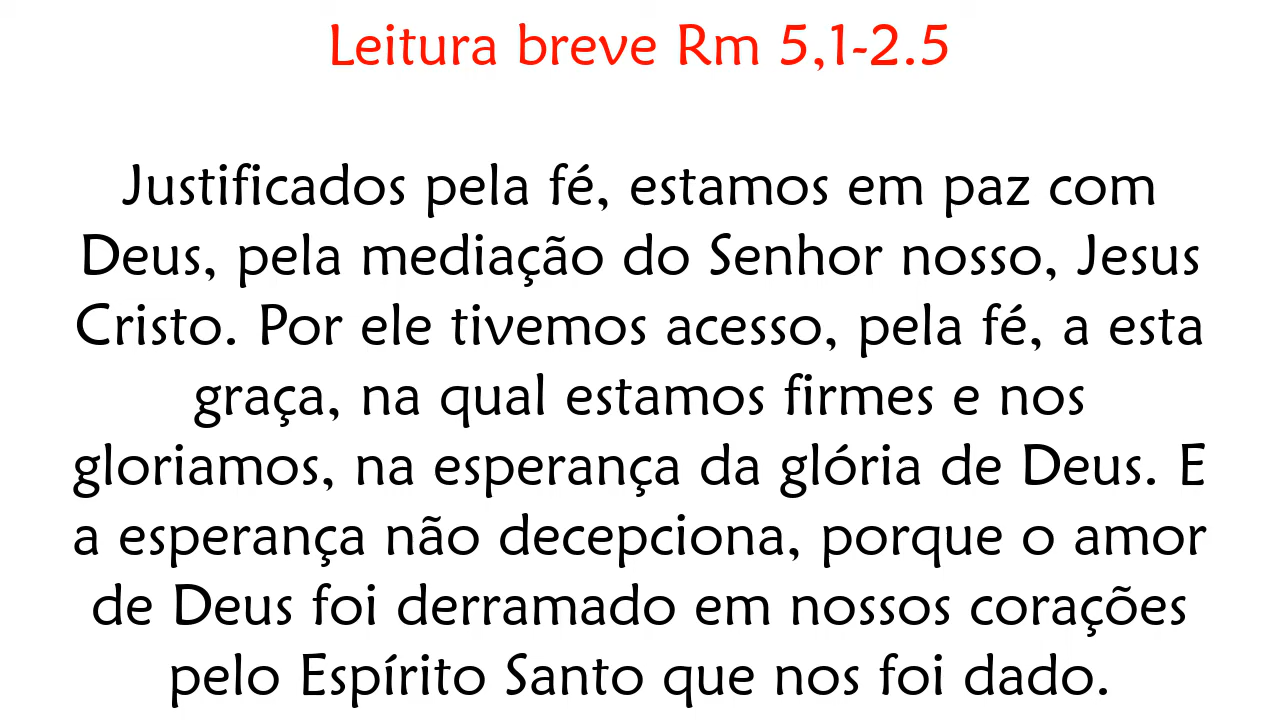 Leitura breve Rm 5,1-2.5
Justificados pela fé, estamos em paz com
Deus, pela mediação do Senhor nosso, Jesus
Cristo. Por ele tivemos acesso, pela fé, a esta
graça, na qual estamos firmes e nos
gloriamos, na esperança da glória de Deus. E
a esperança não decepciona, porque o amor
de Deus foi derramado em nossos corações
pelo Espírito Santo que nos foi dado.